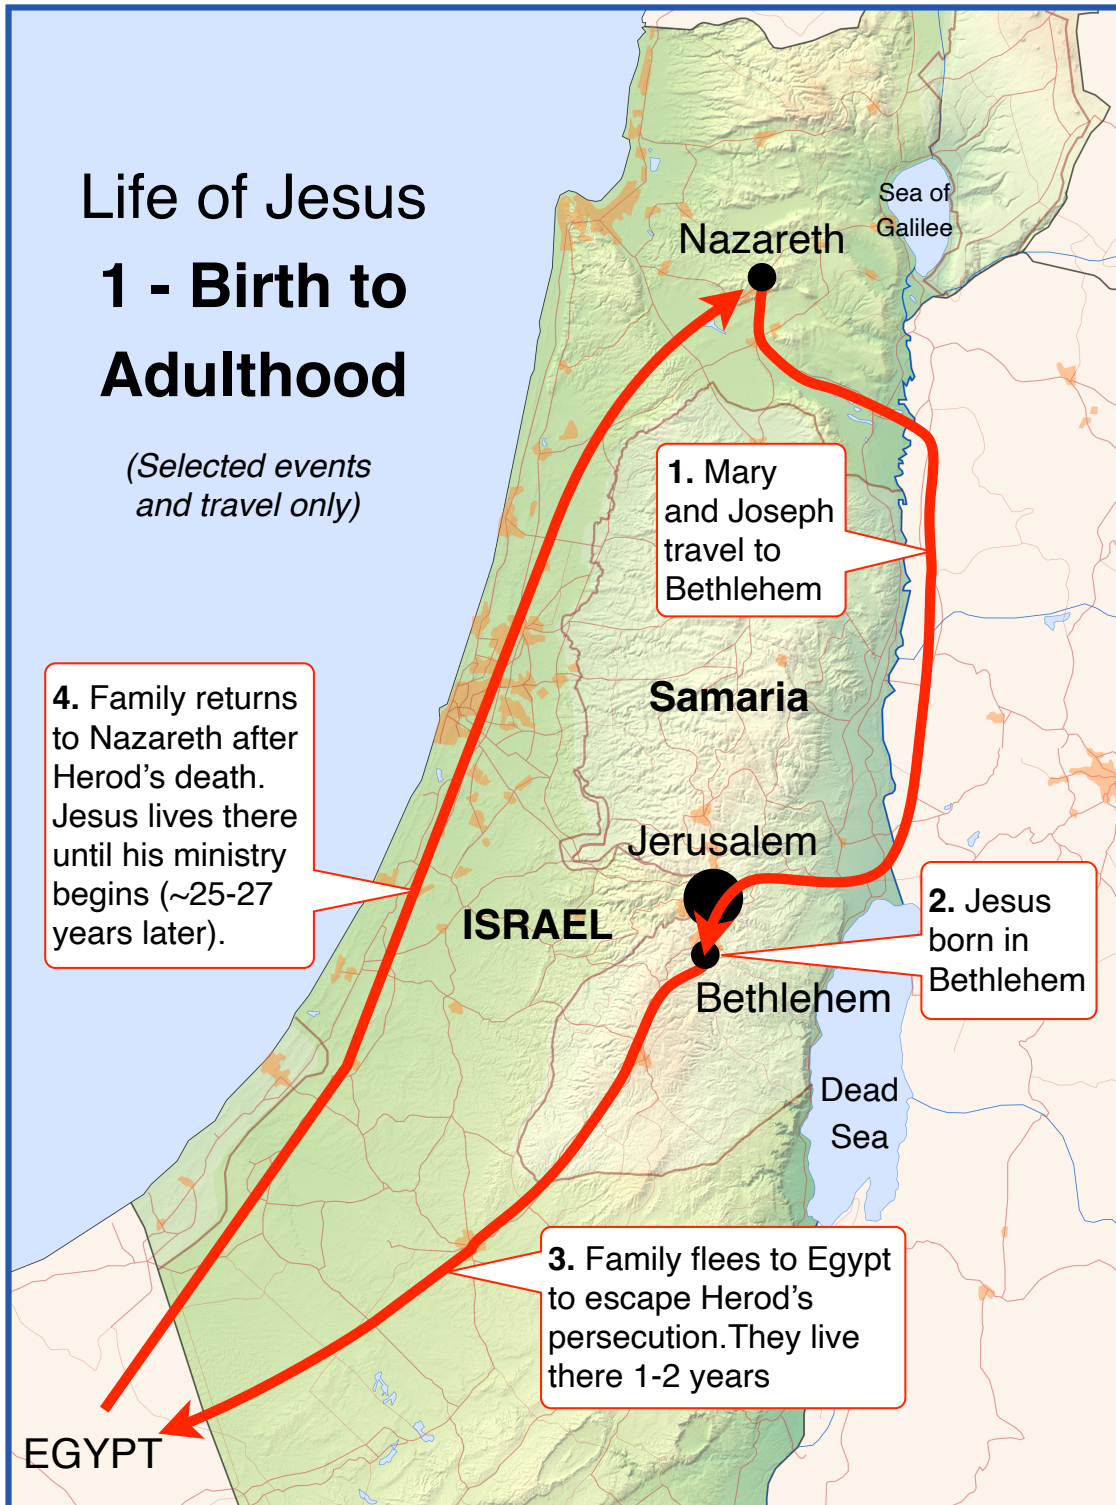 Life of Jesus
1 - Birth to
Adulthood
(Selected events
and travel only)
Sea of
Galilee
Nazareth
1. Mary
and Joseph
travel to
Bethlehem
Samaria
4. Family returns
to Nazareth after
Herod’s death.
Jesus lives there
until his ministry
begins (~25-27
years later).
Jerusalem
ISRAEL
2. Jesus
born in
Bethlehem
Bethlehem
Dead
Sea
3. Family flees to Egypt
to escape Herod’s
persecution. They live
there 1-2 years
EGYPT